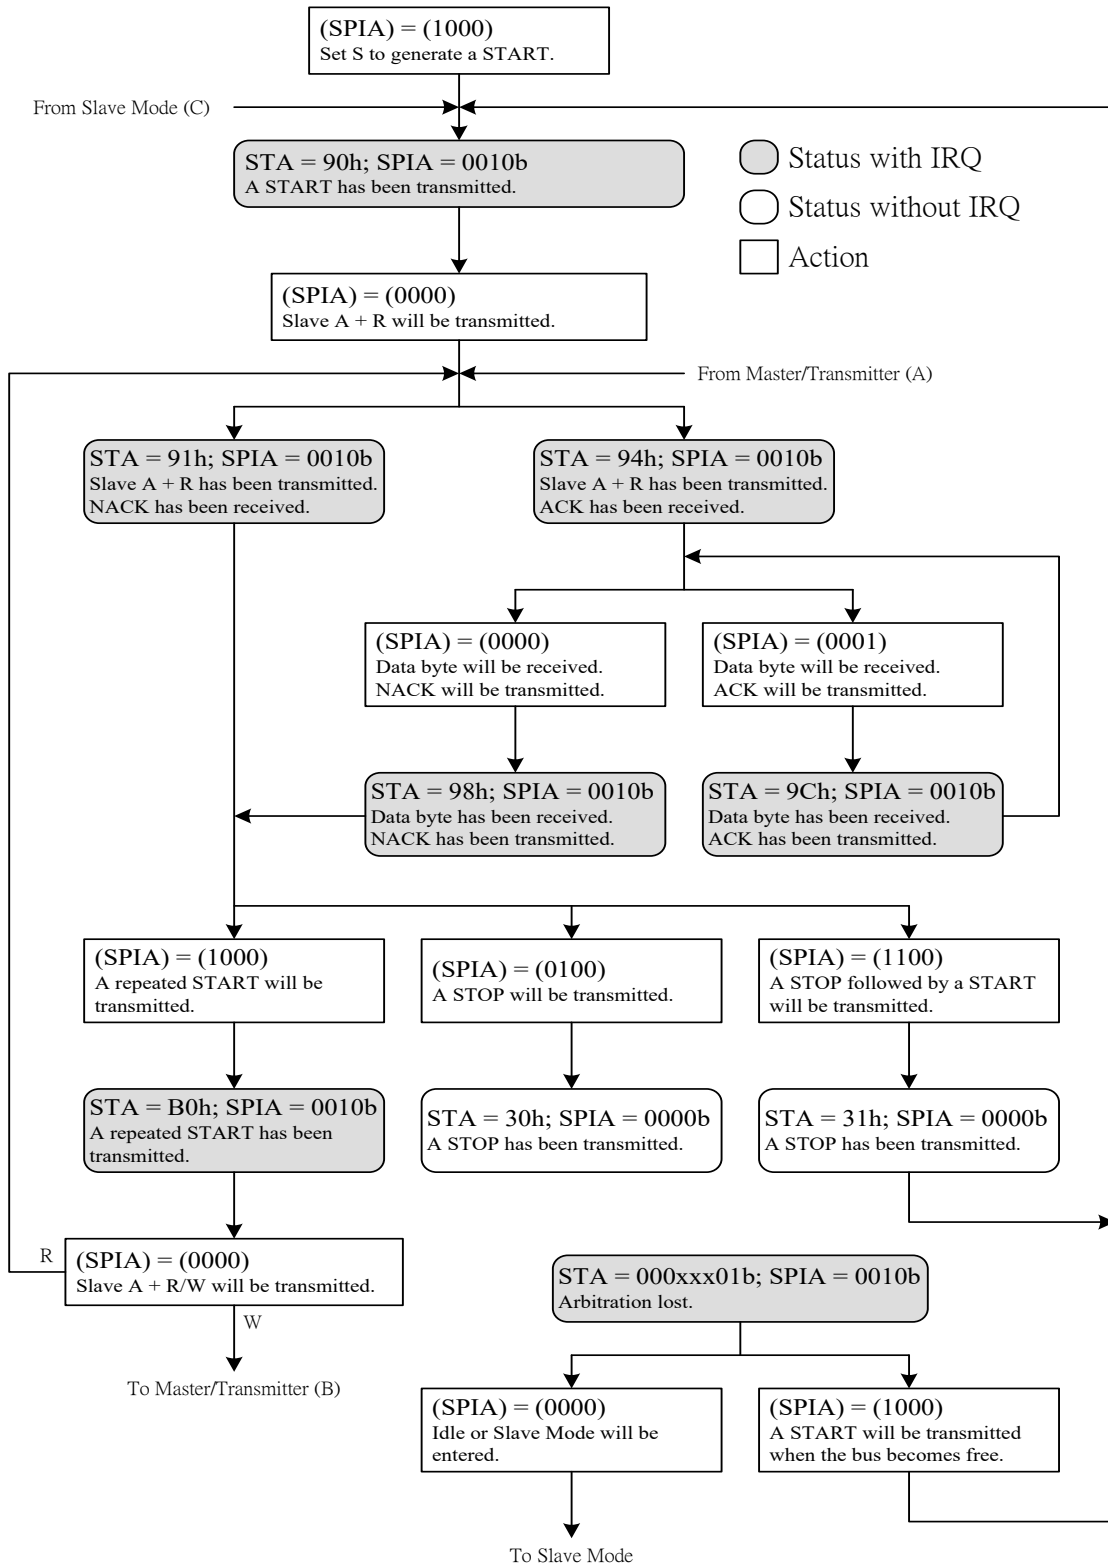 (SPIA) = (1000)
Set S to generate a START.
From Slave Mode (C)
STA = 90h; SPIA = 0010b
A START has been transmitted.
Status with IRQ
Status without IRQ
Action
(SPIA) = (0000)
Slave A + R will be transmitted.
From Master/Transmitter (A)
STA = 91h; SPIA = 0010b
Slave A + R has been transmitted.
NACK has been received.
STA = 94h; SPIA = 0010b
Slave A + R has been transmitted.
ACK has been received.
(SPIA) = (0000)
Data byte will be received.
NACK will be transmitted.
(SPIA) = (0001)
Data byte will be received.
ACK will be transmitted.
STA = 98h; SPIA = 0010b
Data byte has been received.
NACK has been transmitted.
STA = 9Ch; SPIA = 0010b
Data byte has been received.
ACK has been transmitted.
(SPIA) = (1000)
A repeated START will be
transmitted.
(SPIA) = (0100)
A STOP will be transmitted.
(SPIA) = (1100)
A STOP followed by a START
will be transmitted.
STA = B0h; SPIA = 0010b
A repeated START has been
transmitted.
STA = 30h; SPIA = 0000b
A STOP has been transmitted.
STA = 31h; SPIA = 0000b
A STOP has been transmitted.
R
(SPIA) = (0000)
Slave A + R/W will be transmitted.
W
To Master/Transmitter (B)
STA = 000xxx01b; SPIA = 0010b
Arbitration lost.
(SPIA) = (0000)
Idle or Slave Mode will be
entered.
(SPIA) = (1000)
A START will be transmitted
when the bus becomes free.
To Slave Mode